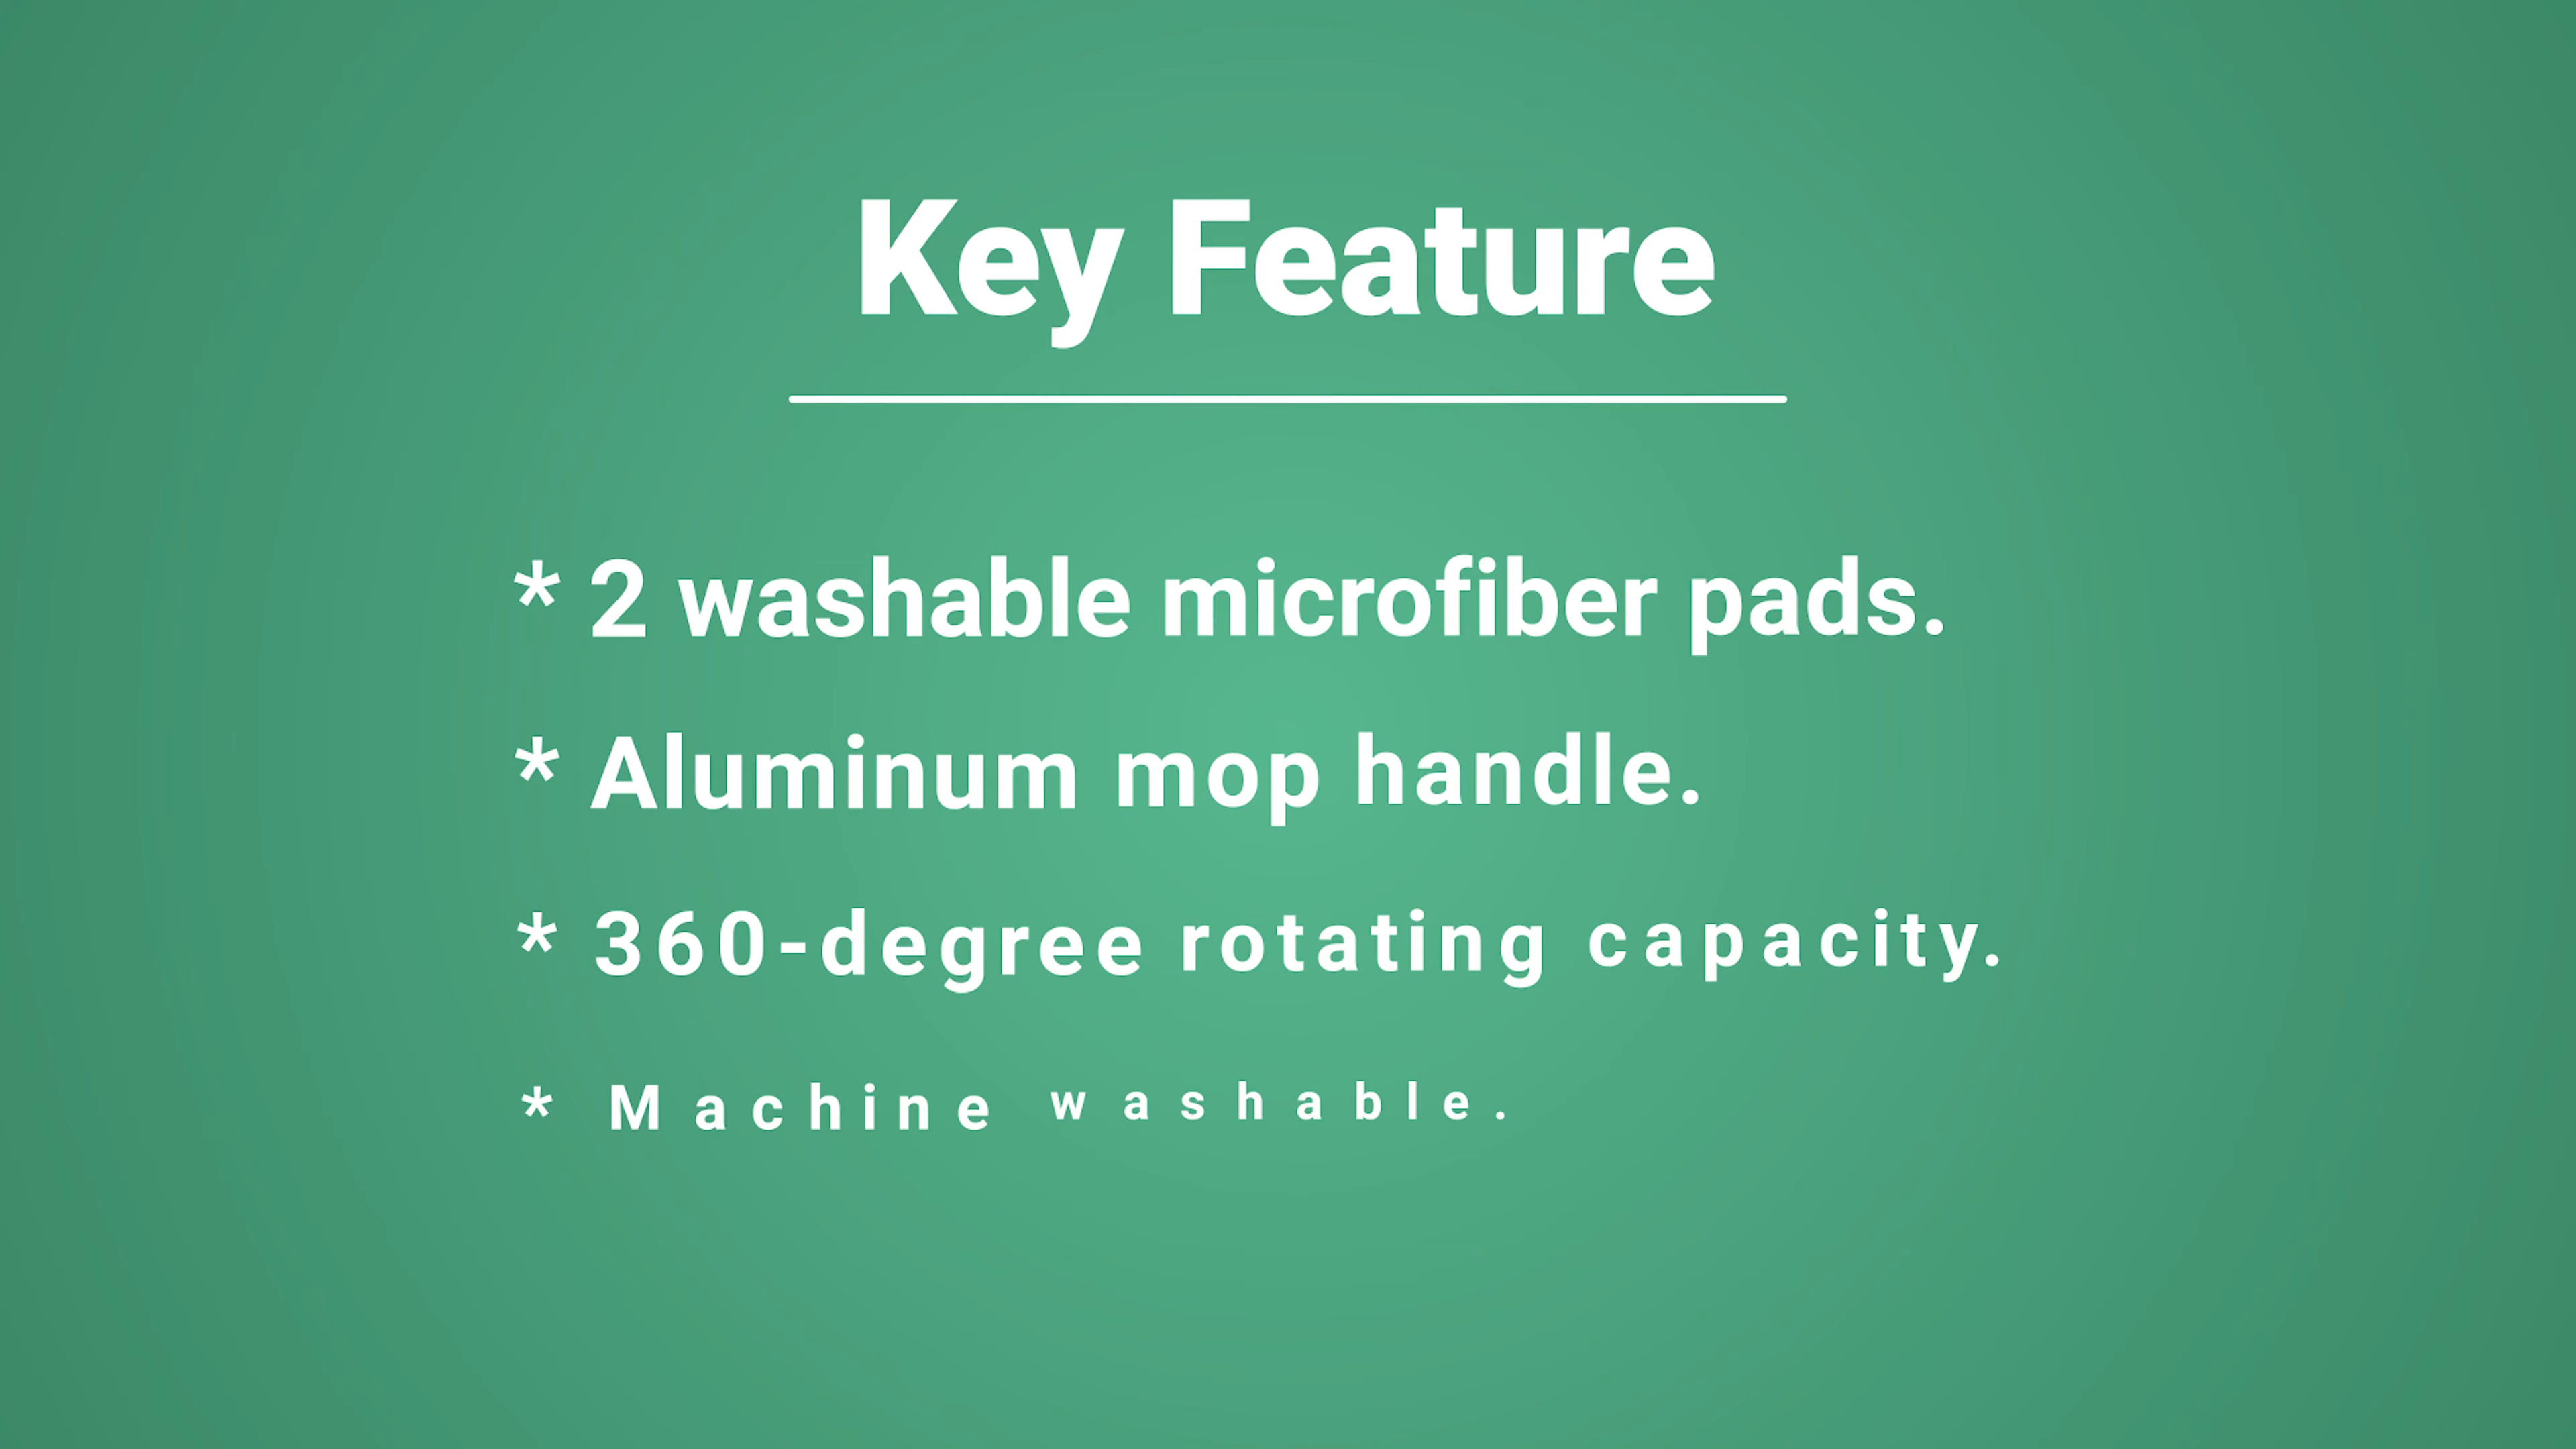 Key Feature
* 2 washable microfiber pads.
* Aluminum mop handle.
* 360-degree rotating capacity.
* Machine washable.